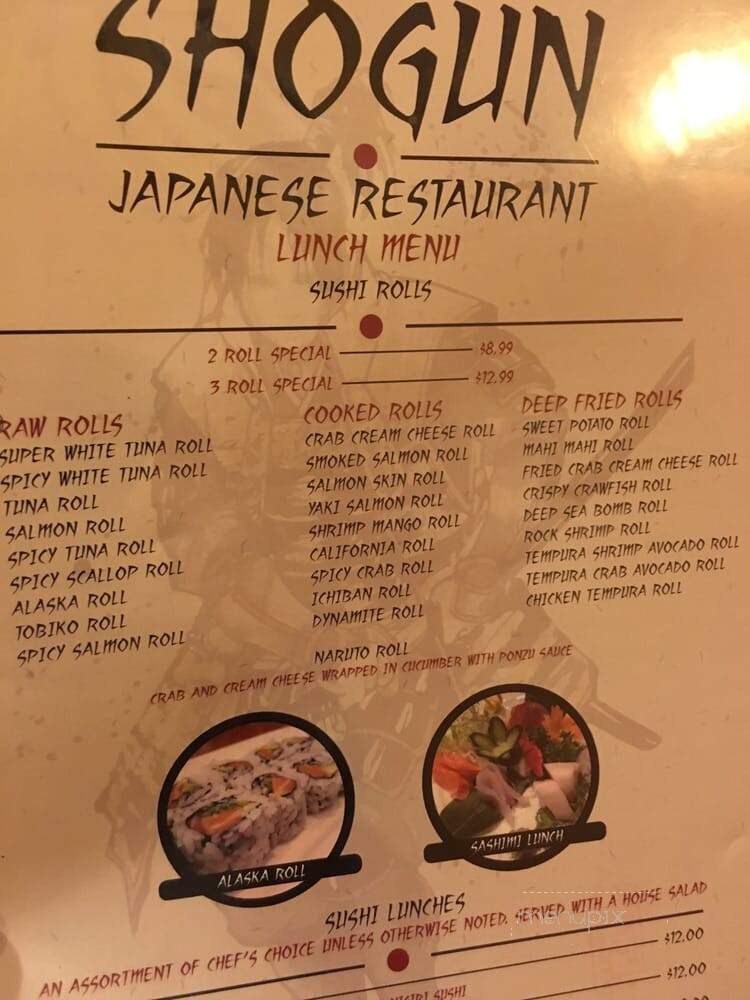 SHOGUN
JAPANESE RESTAURANT
LUNCH MENU
SUSHI ROLLS
2 ROLL SPECIAL $8.99
3 ROLL SPECIAL $12.99
RAW ROLLS
SUPER WHITE TUNA ROLL
SPICY WHITE TUNA ROLL
TUNA ROLL
SALMON ROLL
SPICY TUNA ROLL
SPICY SCALLOP ROLL
ALASKA ROLL
TOBIKO ROLL
SPICY SALMON ROLL
COOKED ROLLS
CRAB CREAM CHEESE ROLL
SMOKED SALMON ROLL
SALMON SKIN ROLL
YAKI SALMON ROLL
SHRIMP MANGO ROLL
CALIFORNIA ROLL
SPICY CRAB ROLL
ICHIBAN ROLL
DYNAMITE ROLL
NARUTO ROLL
CRAB AND CREAM CHEESE WRAPPED IN CUCUMBER WITH PONZU SAUCE
DEEP FRIED ROLLS
SWEET POTATO ROLL
MAHI MAHI ROLL
FRIED CRAB CREAM CHEESE ROLL
CRISPY CRAWFISH ROLL
DEEP SEA BOMB ROLL
ROCK SHRIMP ROLL
TEMPURA SHRIMP AVOCADO ROLL
TEMPURA CRAB AVOCADO ROLL
CHICKEN TEMPURA ROLL
ALASKA ROLL
SASHIMI LUNCH
SUSHI LUNCHES
AN ASSORTMENT OF CHEF'S CHOICE UNLESS OTHERWISE NOTED. SERVED WITH A HOUSE SALAD
menupix
$12.00
NIGIRI SUSHI $12.00